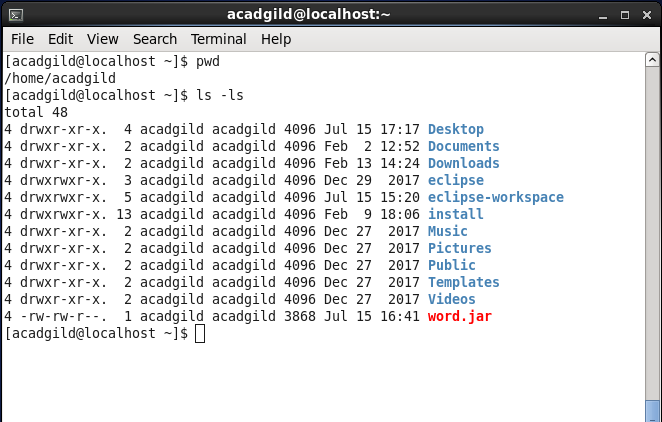 acadgild@localhost:~
File Edit View Search Terminal Help
[acadgild@localhost ~]$ pwd
/home/acadgild
[acadgild@localhost ~]$ ls -ls
total 48
4 drwxr-xr-x.  4 acadgild acadgild 4096 Jul 15 17:17 Desktop
4 drwxr-xr-x.  2 acadgild acadgild 4096 Feb  2 12:52 Documents
4 drwxr-xr-x.  2 acadgild acadgild 4096 Feb 13 14:24 Downloads
4 drwxrwxr-x.  3 acadgild acadgild 4096 Dec 29  2017 eclipse
4 drwxrwxr-x.  5 acadgild acadgild 4096 Jul 15 15:20 eclipse-workspace
4 drwxrwxr-x. 13 acadgild acadgild 4096 Feb  9 18:06 install
4 drwxr-xr-x.  2 acadgild acadgild 4096 Dec 27  2017 Music
4 drwxr-xr-x.  2 acadgild acadgild 4096 Dec 27  2017 Pictures
4 drwxr-xr-x.  2 acadgild acadgild 4096 Dec 27  2017 Public
4 drwxr-xr-x.  2 acadgild acadgild 4096 Dec 27  2017 Templates
4 drwxr-xr-x.  2 acadgild acadgild 4096 Dec 27  2017 Videos
4 -rw-rw-r--.  1 acadgild acadgild 3868 Jul 15 16:41 word.jar
[acadgild@localhost ~]$